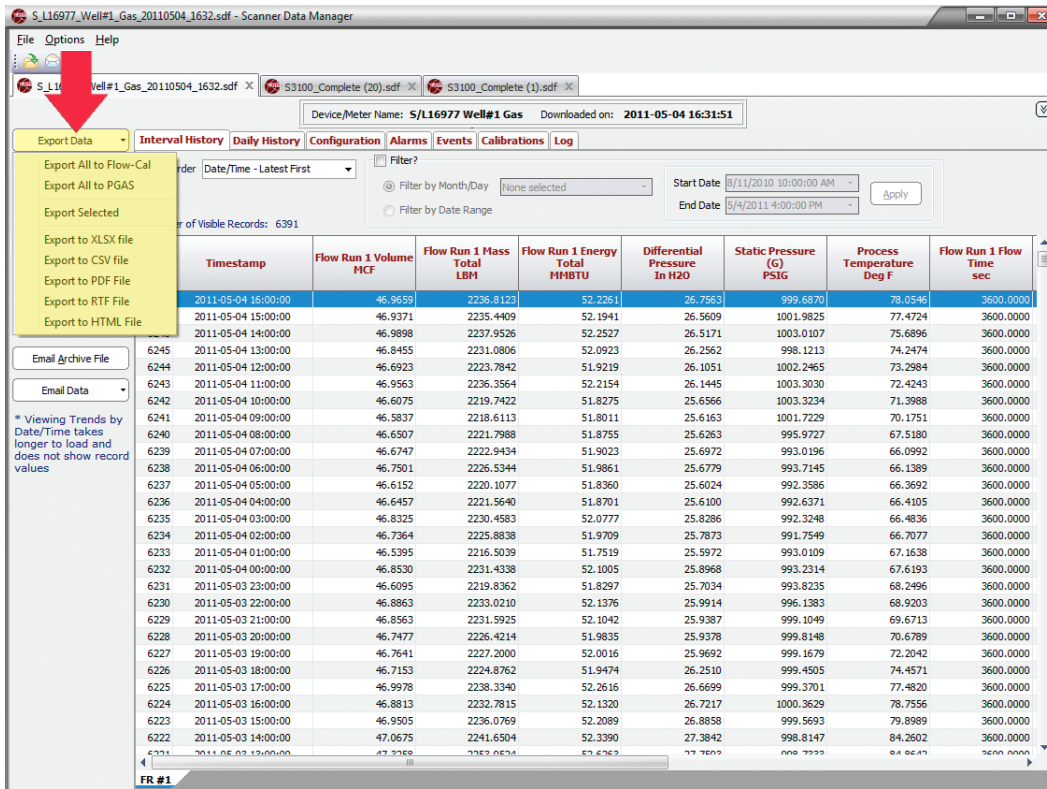 S_L16977_Well#1_Gas_20110504_1632.sdf - Scanner Data Manager
File Options Help
S_L16 Well#1_Gas_20110504_1632.sdf S3100_Complete (20).sdf S3100_Complete (1).sdf
Device/Meter Name: S/L16977 Well#1 Gas Downloaded on: 2011-05-04 16:31:51
Export Data Interval History Daily History Configuration Alarms Events Calibrations Log
Export All to Flow-Cal
Export All to PGAS
Export Selected
Export to XLSX file
Export to CSV file
Export to PDF File
Export to RTF File
Export to HTML File
Email Archive File
Email Data
* Viewing Trends by
Date/Time takes
longer to load and
does not show record
values
rder Date/Time - Latest First
Filter?
Filter by Month/Day None selected
Filter by Date Range
Start Date 8/11/2010 10:00:00 AM
End Date 5/4/2011 4:00:00 PM
Apply
r of Visible Records: 6391
Timestamp Flow Run 1 Volume MCF Flow Run 1 Mass Total LBM Flow Run 1 Energy Total MMBTU Differential Pressure In H2O Static Pressure (G) PSIG Process Temperature Deg F Flow Run 1 Flow Time sec
2011-05-04 16:00:00 46.9659 2236.8123 52.2261 26.7563 999.6870 78.0546 3600.0000
2011-05-04 15:00:00 46.9371 2235.4409 52.1941 26.5609 1001.9825 77.4724 3600.0000
2011-05-04 14:00:00 46.9898 2237.9526 52.2527 26.5171 1003.0107 75.6896 3600.0000
6245 2011-05-04 13:00:00 46.8455 2231.0806 52.0923 26.2562 998.1213 74.2474 3600.0000
6244 2011-05-04 12:00:00 46.6923 2223.7842 51.9219 26.1051 1002.2465 73.2984 3600.0000
6243 2011-05-04 11:00:00 46.9563 2236.3564 52.2154 26.1445 1003.3030 72.4243 3600.0000
6242 2011-05-04 10:00:00 46.6075 2219.7422 51.8275 25.6566 1003.3234 71.3988 3600.0000
6241 2011-05-04 09:00:00 46.5837 2218.6113 51.8011 25.6163 1001.7229 70.1751 3600.0000
6240 2011-05-04 08:00:00 46.6507 2221.7988 51.8755 25.6263 995.9727 67.5180 3600.0000
6239 2011-05-04 07:00:00 46.6747 2222.9434 51.9023 25.6972 993.0196 66.0992 3600.0000
6238 2011-05-04 06:00:00 46.7501 2226.5344 51.9861 25.6779 993.7145 66.1389 3600.0000
6237 2011-05-04 05:00:00 46.6152 2220.1077 51.8360 25.6024 992.3586 66.3692 3600.0000
6236 2011-05-04 04:00:00 46.6457 2221.5640 51.8701 25.6100 992.6371 66.4105 3600.0000
6235 2011-05-04 03:00:00 46.8325 2230.4583 52.0777 25.8286 992.3248 66.4836 3600.0000
6234 2011-05-04 02:00:00 46.7364 2225.8838 51.9709 25.7873 991.7549 66.7077 3600.0000
6233 2011-05-04 01:00:00 46.5395 2216.5039 51.7519 25.5972 993.0109 67.1638 3600.0000
6232 2011-05-04 00:00:00 46.8530 2231.4338 52.1005 25.8968 993.2314 67.6193 3600.0000
6231 2011-05-03 23:00:00 46.6095 2219.8362 51.8297 25.7034 993.8235 68.2496 3600.0000
6230 2011-05-03 22:00:00 46.8863 2233.0210 52.1376 25.9914 996.1383 68.9203 3600.0000
6229 2011-05-03 21:00:00 46.8563 2231.5925 52.1042 25.9387 999.1049 69.6713 3600.0000
6228 2011-05-03 20:00:00 46.7477 2226.4214 51.9835 25.9378 999.8148 70.6789 3600.0000
6227 2011-05-03 19:00:00 46.7641 2227.2000 52.0016 25.9692 999.1679 72.2042 3600.0000
6226 2011-05-03 18:00:00 46.7153 2224.8762 51.9474 26.2510 999.4505 74.4571 3600.0000
6225 2011-05-03 17:00:00 46.9978 2238.3340 52.2616 26.6699 999.3701 77.4820 3600.0000
6224 2011-05-03 16:00:00 46.8813 2232.7815 52.1320 26.7217 1000.3629 78.7556 3600.0000
6223 2011-05-03 15:00:00 46.9505 2236.0769 52.2089 26.8858 999.5693 79.8989 3600.0000
6222 2011-05-03 14:00:00 47.0675 2241.6504 52.3390 27.3842 998.8147 84.2602 3600.0000
FR #1